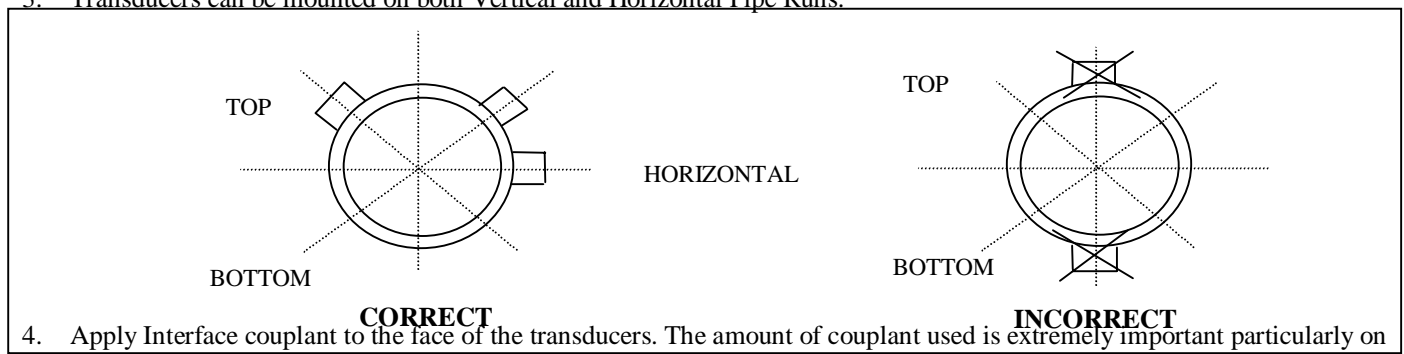 3. Transducers can be mounted on both Vertical and Horizontal Pipe Runs.
TOP
TOP
HORIZONTAL
BOTTOM
BOTTOM
CORRECT
INCORRECT
4. Apply Interface couplant to the face of the transducers. The amount of couplant used is extremely important particularly on